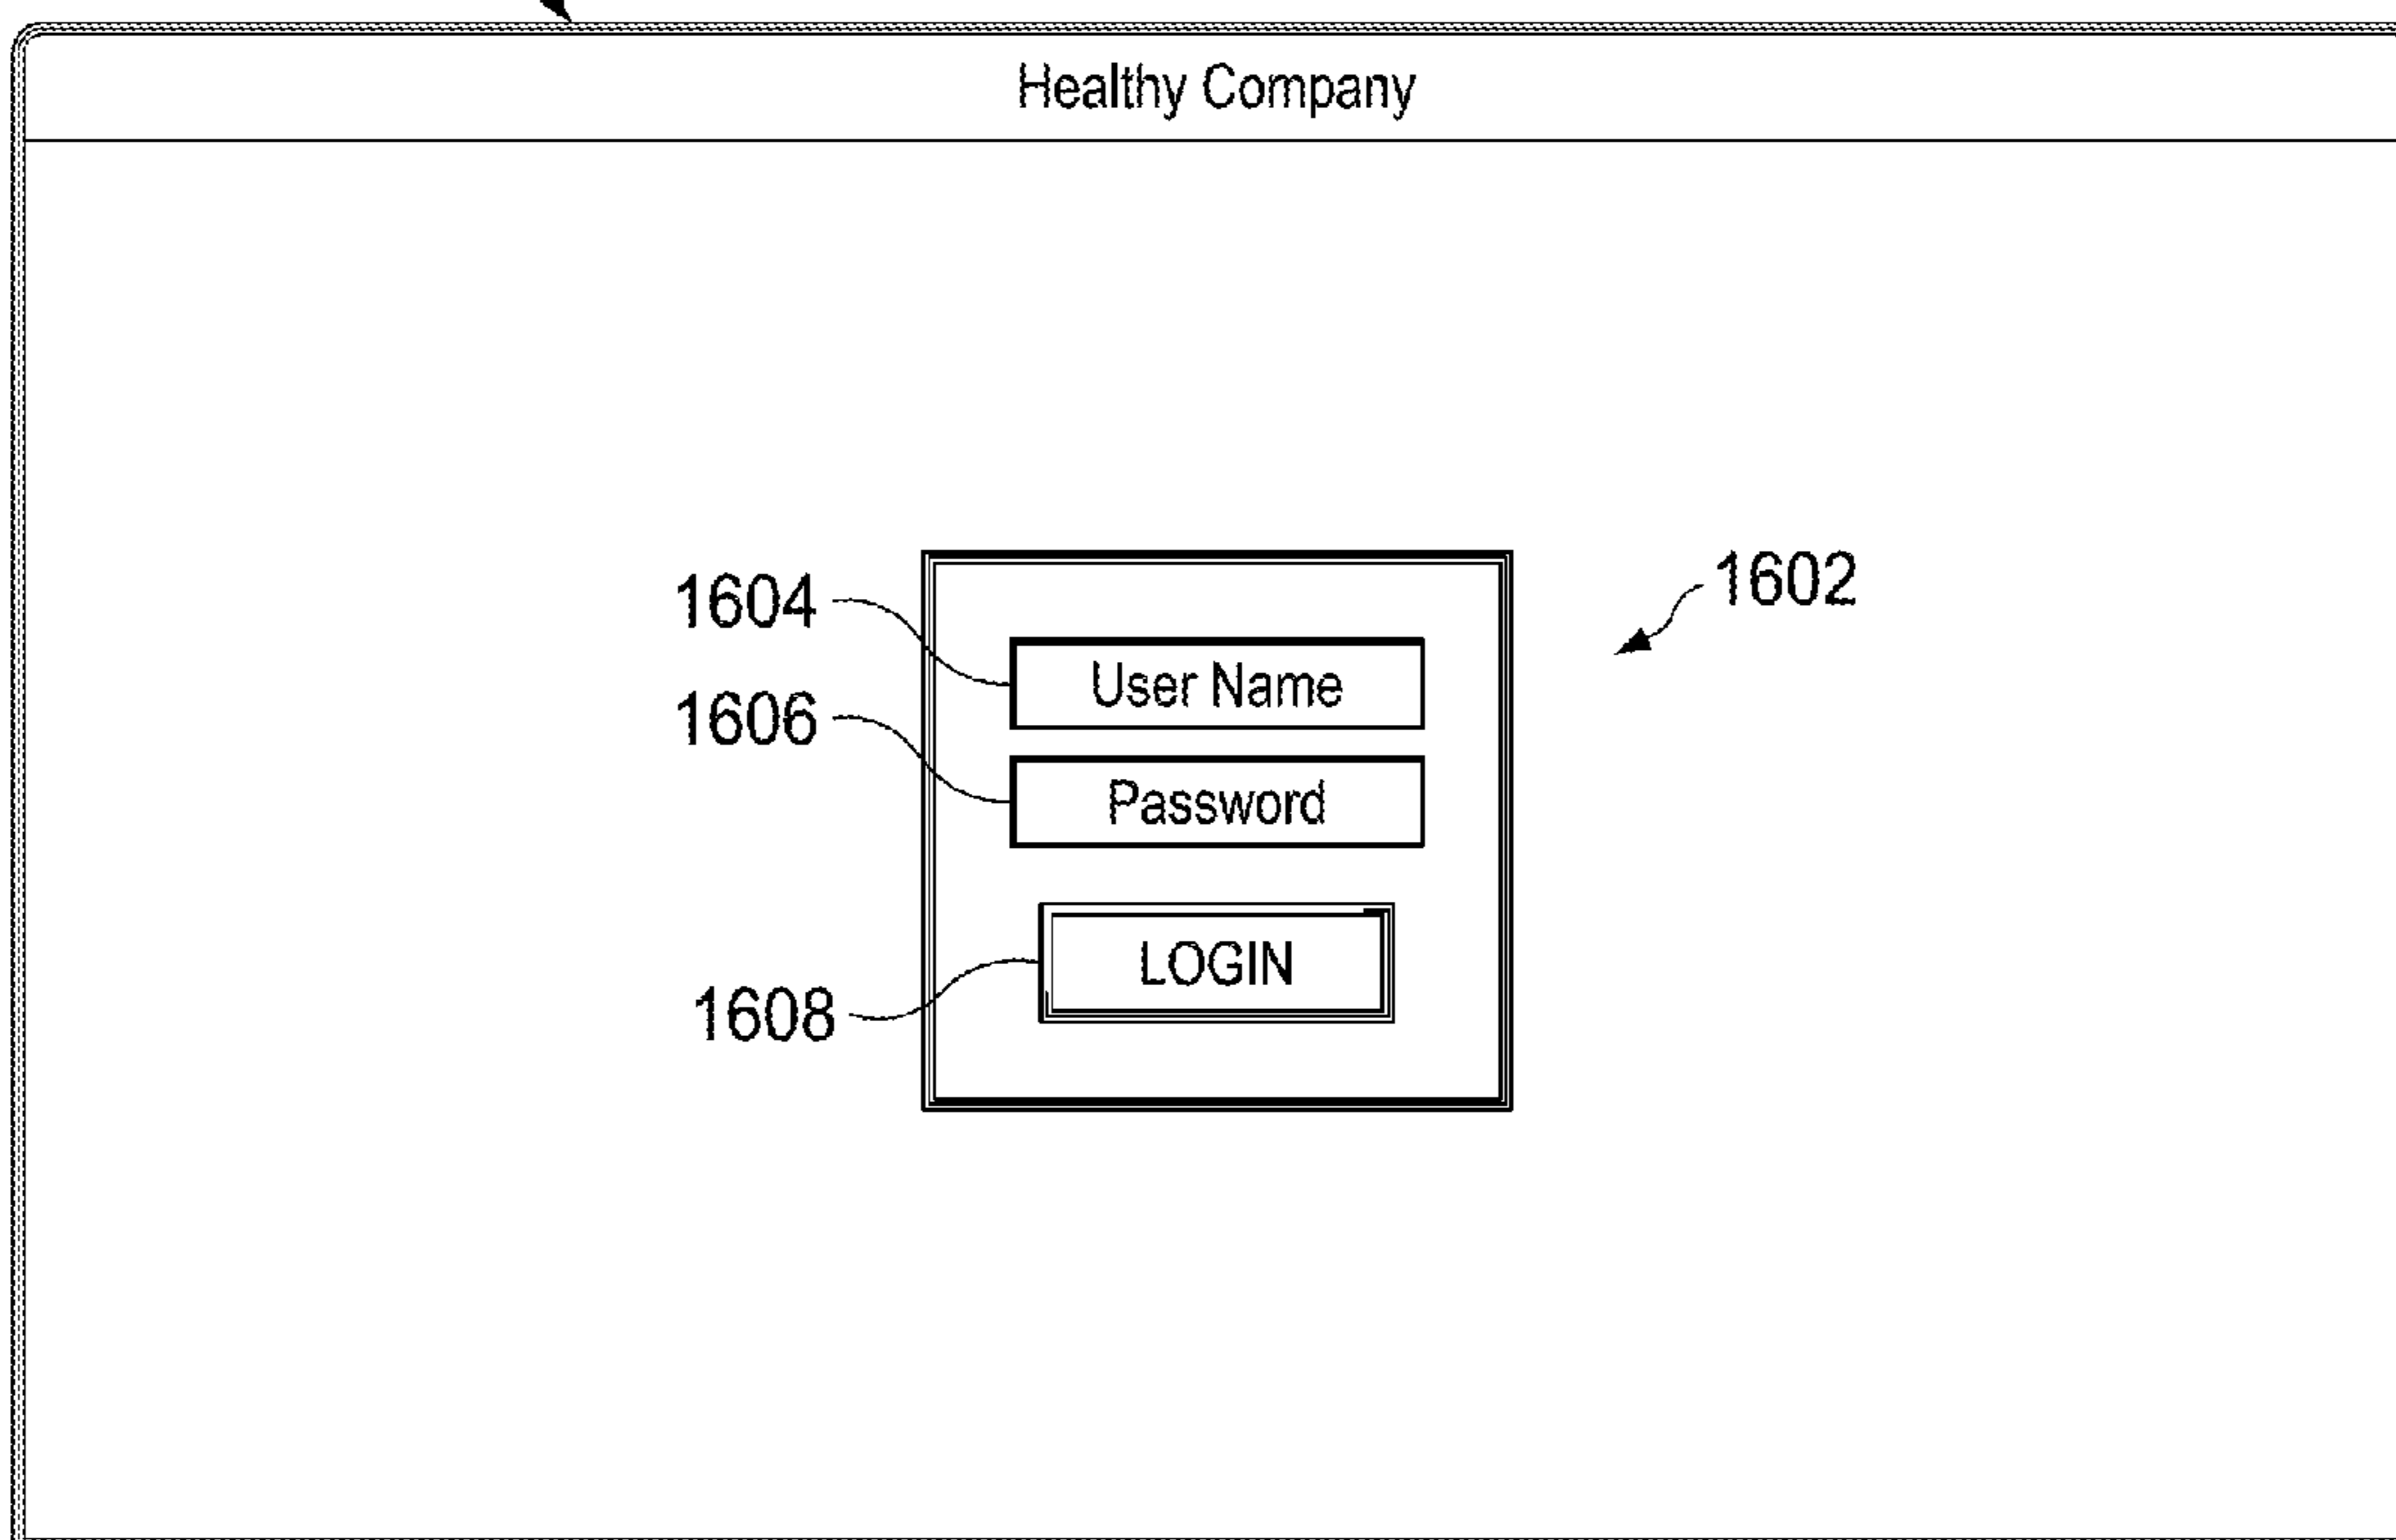 Healthy Company
1602
1604
User Name
1606
Password
LOGIN
1608